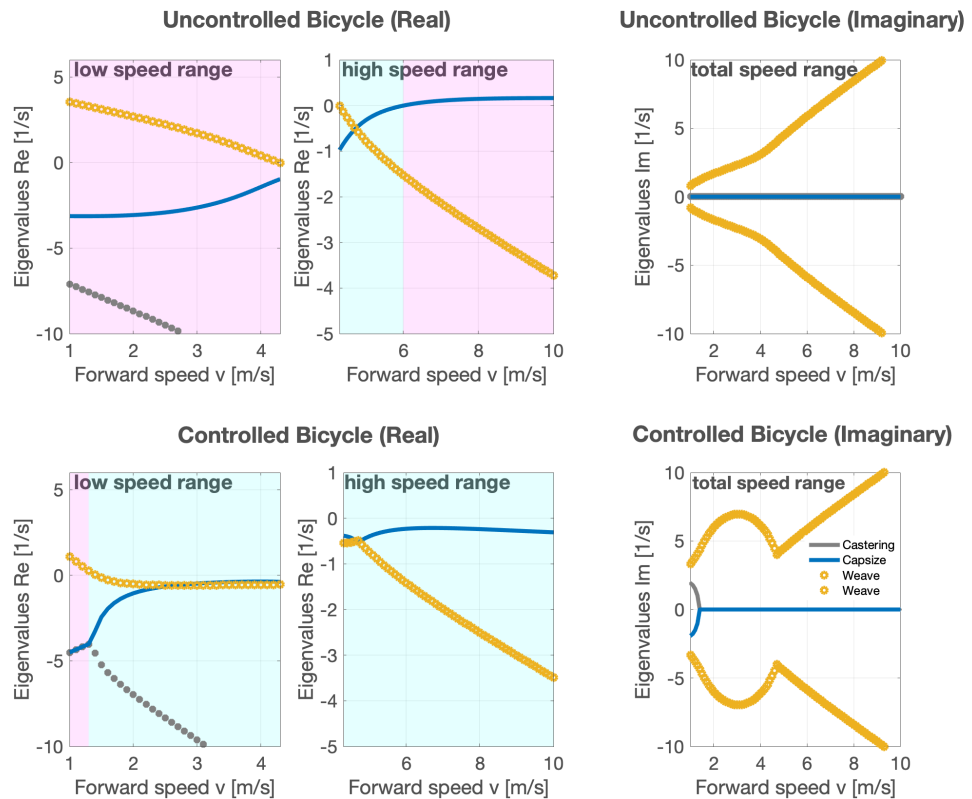 Uncontrolled Bicycle (Real)
Uncontrolled Bicycle (Imaginary)
low speed range
5
0
-5
-10
1
2
3
4
Eigenvalues Re [1/s]
Forward speed v [m/s]
high speed range
1
0
-1
-2
-3
-4
-5
6
8
10
Eigenvalues Re [1/s]
Forward speed v [m/s]
total speed range
10
5
0
-5
-10
2
4
6
8
10
Eigenvalues Im [1/s]
Forward speed v [m/s]
Controlled Bicycle (Real)
Controlled Bicycle (Imaginary)
low speed range
5
0
-5
-10
1
2
3
4
Eigenvalues Re [1/s]
Forward speed v [m/s]
high speed range
1
0
-1
-2
-3
-4
-5
6
8
10
Eigenvalues Re [1/s]
Forward speed v [m/s]
total speed range
10
5
0
-5
-10
2
4
6
8
10
Eigenvalues Im [1/s]
Forward speed v [m/s]
Castering
Capsize
Weave
Weave